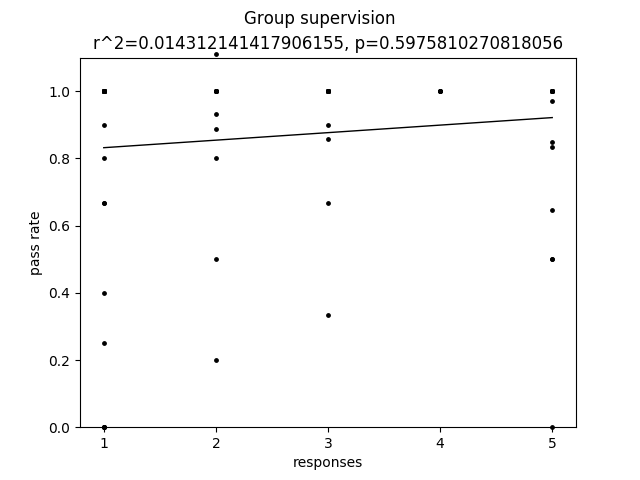 Group supervision
r^2=0.014312141417906155, p=0.5975810270818056
1.0
0.8
0.6
0.4
0.2
0.0
pass rate
1 2 3 4 5
responses